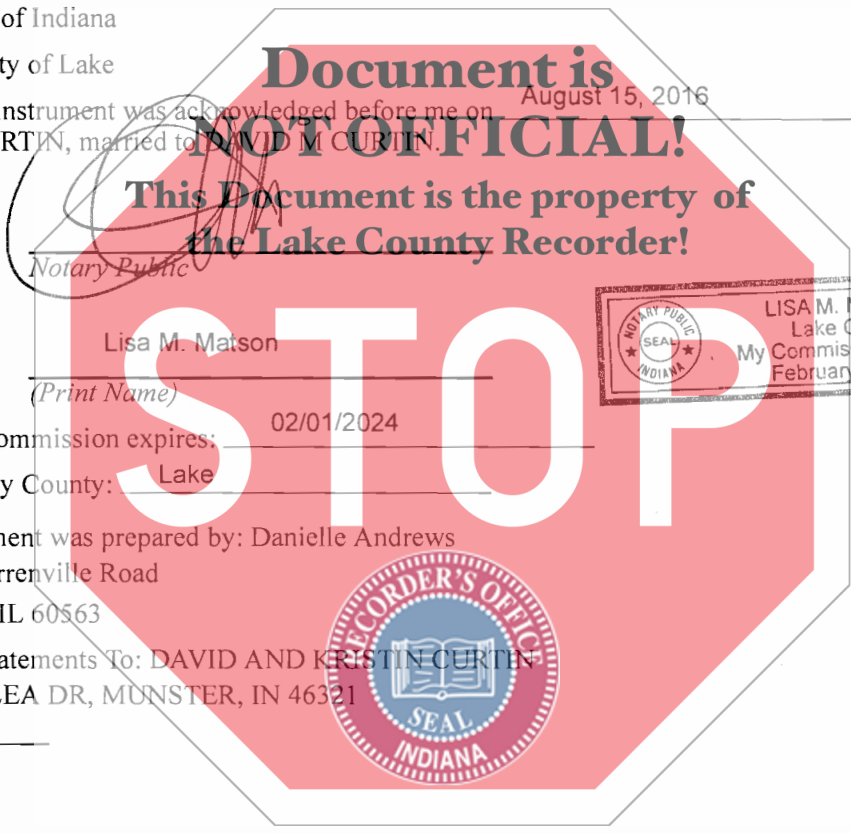 of Indiana
ty of Lake
Document is
nstrument was acknowledged before me on August 15, 2016
NOT OFFICIAL!
RTIN, married to DAVID M CURTIN.
This Document is the property of
the Lake County Recorder!
Notary Public
Lisa M. Matson
(Print Name)
NOTARY PUBLIC
SEAL
INDIANA
LISA M. M
Lake C
My Commis
February
STOP
ommission expires: 02/01/2024
y County: Lake
nent was prepared by: Danielle Andrews
rrenville Road
IL 60563
atements To: DAVID AND KRISTIN CURTIN
LEA DR, MUNSTER, IN 46321
RECORDER'S OFFICE
SEAL
INDIANA